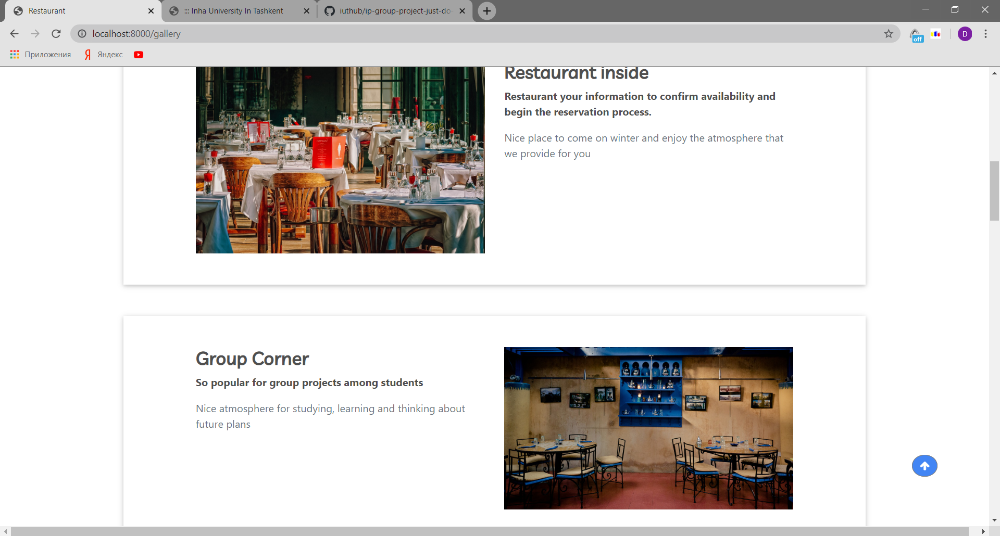 Restaurant
::: Inha University In Tashkent
iuthub/ip-group-project-just-do-
localhost:8000/gallery
off
D
Приложения
Яндекс
Restaurant inside
Restaurant your information to confirm availability and
begin the reservation process.
Nice place to come on winter and enjoy the atmosphere that
we provide for you
Group Corner
So popular for group projects among students
Nice atmosphere for studying, learning and thinking about
future plans